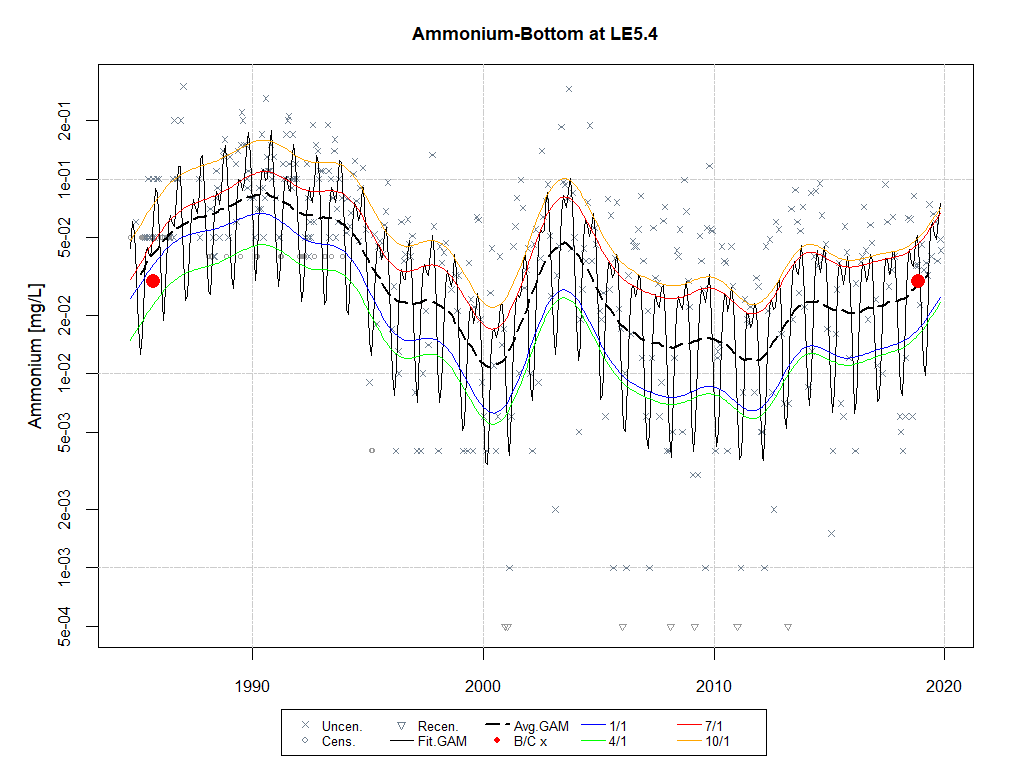 Ammonium-Bottom at LE5.4
Ammonium [mg/L]
2e-01
1e-01
5e-02
2e-02
1e-02
5e-03
2e-03
1e-03
5e-04
1990 2000 2010 2020
Uncen. Recen. Avg.GAM 1/1 7/1
Cens. Fit.GAM B/C x 4/1 10/1